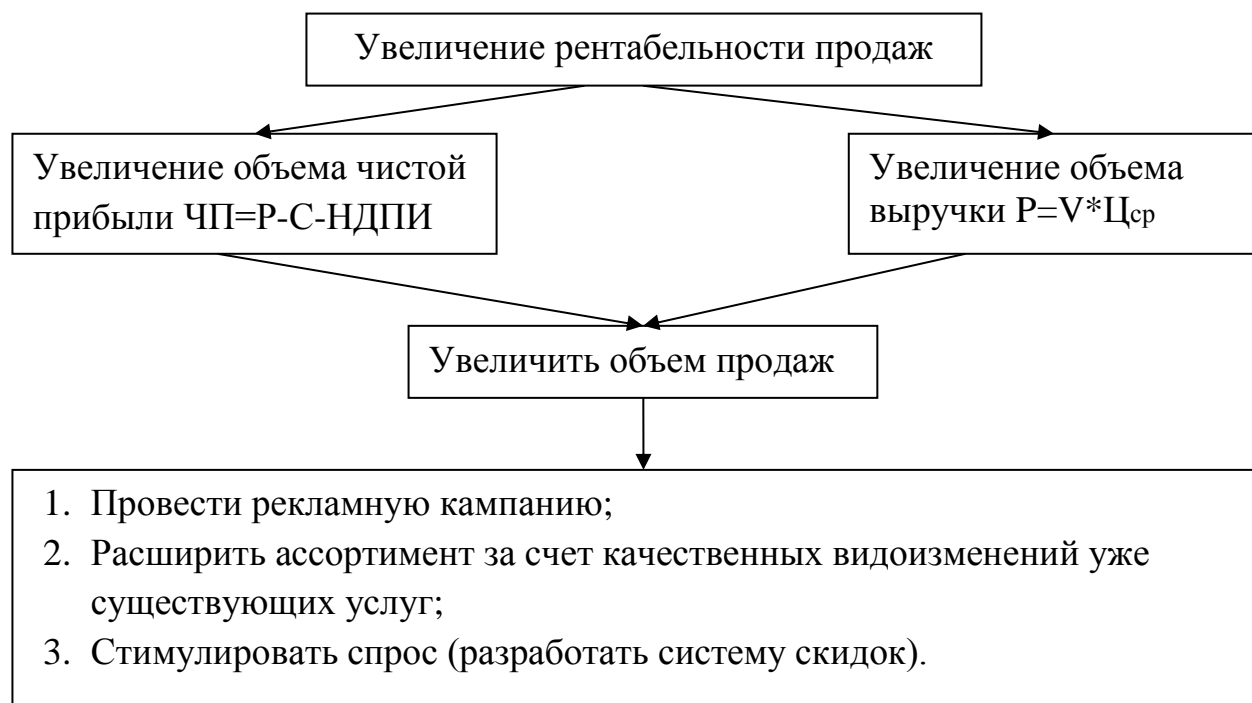 Увеличение рентабельности продаж
Увеличение объема чистой
прибыли ЧП=Р-С-НДПИ
Увеличение объема
выручки Р=V*Цср
Увеличить объем продаж
1. Провести рекламную кампанию;
2. Расширить ассортимент за счет качественных видоизменений уже
существующих услуг;
3. Стимулировать спрос (разработать систему скидок).